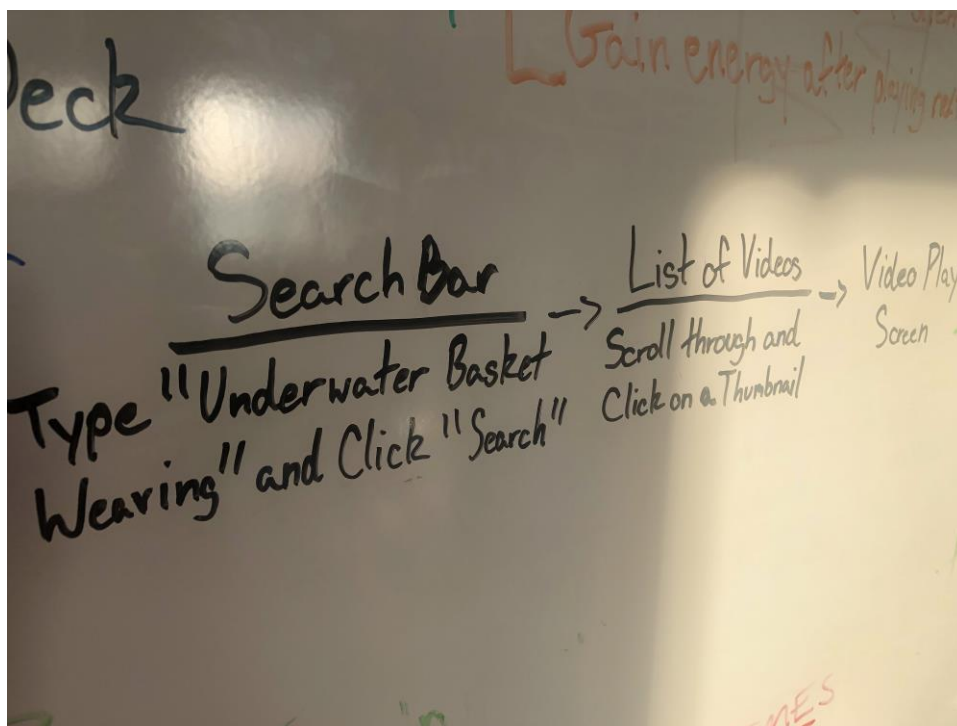 Gain energy after playing
eck
Search Bar
Type "Underwater Basket
Weaving" and Click "Search"
->
List of Videos
Scroll through and
Click on a Thumbnail
->
Video Play
Screen